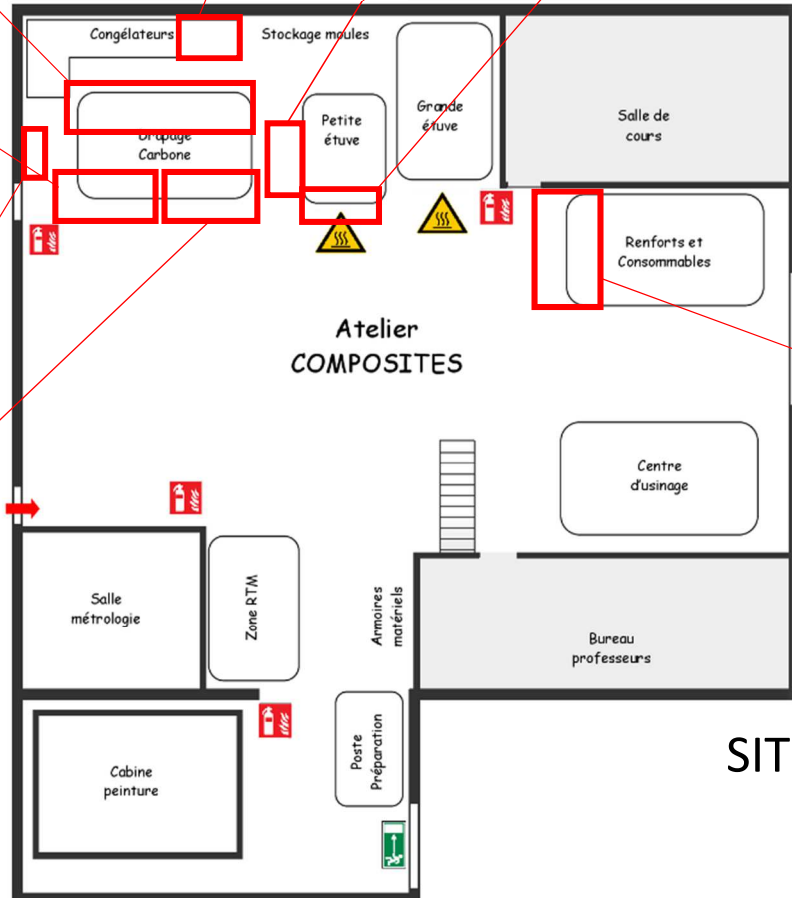 Congélateurs
Stockage moules
Grande
étuve
Petite
étuve
Salle de
cours
Drapage
Carbone
Renforts et
Consommables
Atelier
COMPOSITES
Centre
d'usinage
Salle
métrologie
Zone RTM
Armoires
matériels
Bureau
professeurs
Poste
Préparation
Cabine
peinture
SIT